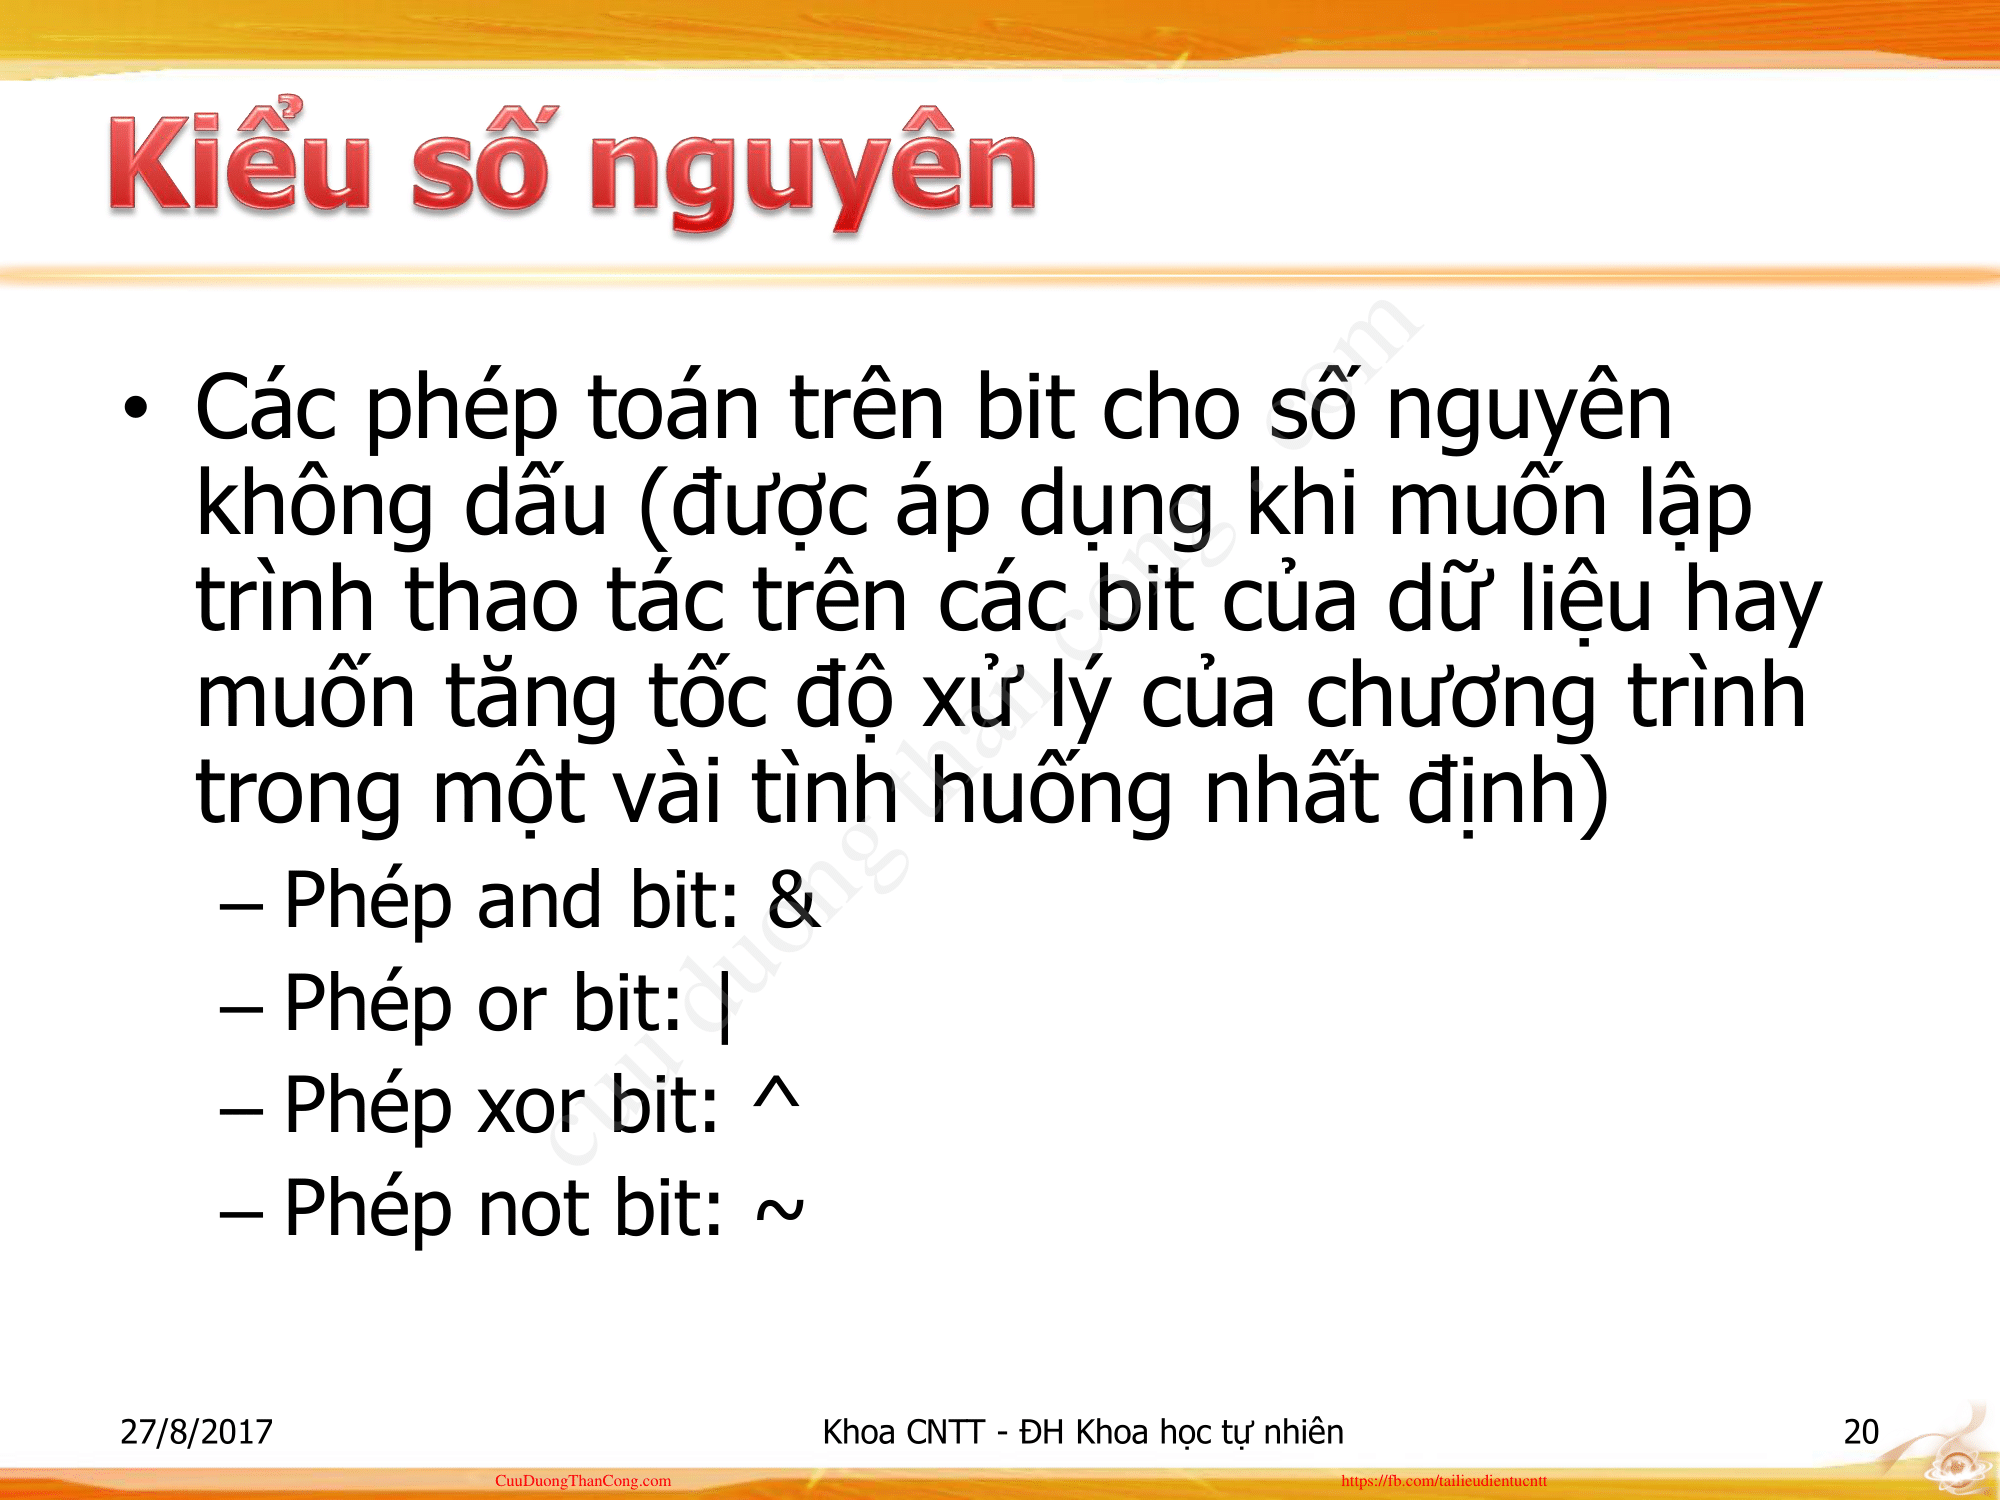 Kiểu số nguyên
• Các phép toán trên bit cho số nguyên
không dấu (được áp dụng khi muốn lập
trình thao tác trên các bit của dữ liệu hay
muốn tăng tốc độ xử lý của chương trình
trong một vài tình huống nhất định)
– Phép and bit: &
– Phép or bit: |
– Phép xor bit: ^
– Phép not bit: ~
cuu duong than cong . com
27/8/2017
Khoa CNTT - ĐH Khoa học tự nhiên
20
CuuDuongThanCong.com
https://fb.com/tailieudientucntt